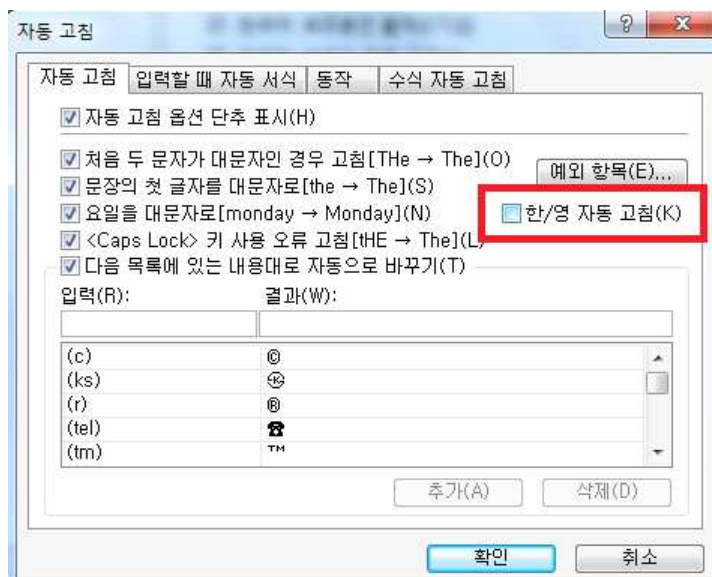 자동 고침
자동 고침 입력할 때 자동 서식 동작 수식 자동 고침
자동 고침 옵션 단추 표시(H)
처음 두 문자가 대문자인 경우 고침[THe → The](O)
예외 항목(E)...
문장의 첫 글자를 대문자로[the → The](S)
요일을 대문자로[monday → Monday](N)
한/영 자동 고침(K)
<Caps Lock> 키 사용 오류 고침[tHE → The](L)
다음 목록에 있는 내용대로 자동으로 바꾸기(T)
입력(R): 결과(W):
(c) ©
(ks) ㉿
(r) ®
(tel) ☎
(tm) ™
추가(A) 삭제(D)
확인 취소